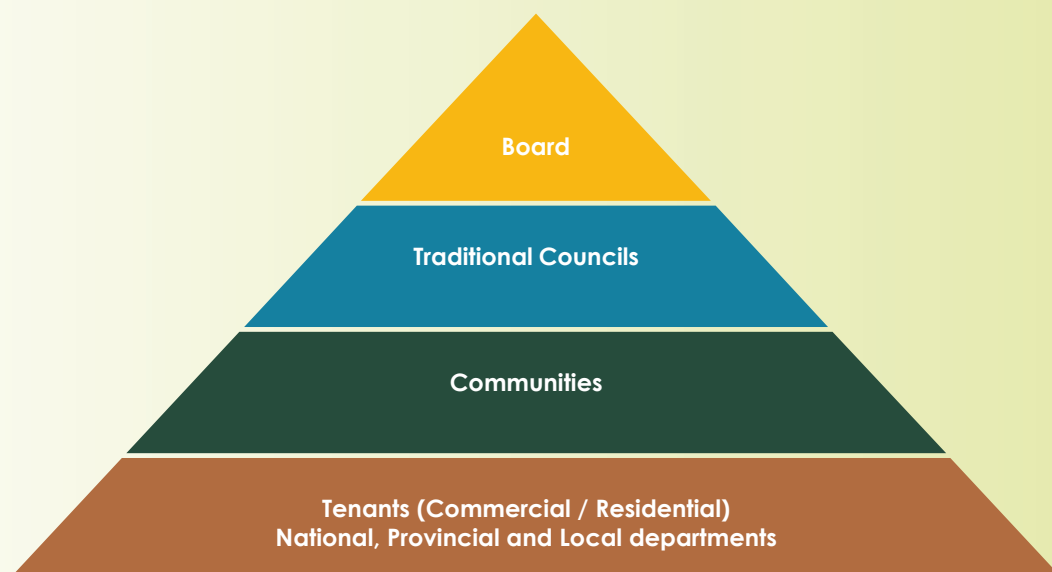 Board
Traditional Councils
Communities
Tenants (Commercial / Residential)
National, Provincial and Local departments